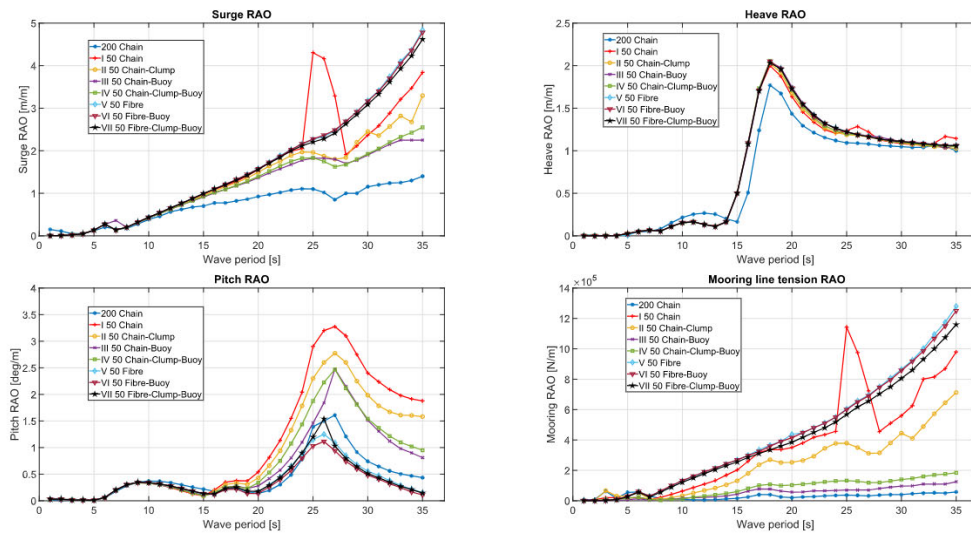 Surge RAO
5
4
3
2
1
0
Surge RAO [m/m]
200 Chain
I 50 Chain
II 50 Chain-Clump
III 50 Chain-Buoy
IV 50 Chain-Clump-Buoy
V 50 Fibre
VI 50 Fibre-Buoy
VII 50 Fibre-Clump-Buoy
0 5 10 15 20 25 30 35
Wave period [s]
Heave RAO
2.5
2
1.5
1
0.5
0
Heave RAO [m/m]
200 Chain
I 50 Chain
II 50 Chain-Clump
III 50 Chain-Buoy
IV 50 Chain-Clump-Buoy
V 50 Fibre
VI 50 Fibre-Buoy
VII 50 Fibre-Clump-Buoy
0 5 10 15 20 25 30 35
Wave period [s]
Pitch RAO
4
3.5
3
2.5
2
1.5
1
0.5
0
Pitch RAO [deg/m]
200 Chain
I 50 Chain
II 50 Chain-Clump
III 50 Chain-Buoy
IV 50 Chain-Clump-Buoy
V 50 Fibre
VI 50 Fibre-Buoy
VII 50 Fibre-Clump-Buoy
0 5 10 15 20 25 30 35
Wave period [s]
Mooring line tension RAO
×10⁵
14
12
10
8
6
4
2
0
Mooring RAO [N/m]
200 Chain
I 50 Chain
II 50 Chain-Clump
III 50 Chain-Buoy
IV 50 Chain-Clump-Buoy
V 50 Fibre
VI 50 Fibre-Buoy
VII 50 Fibre-Clump-Buoy
0 5 10 15 20 25 30 35
Wave period [s]